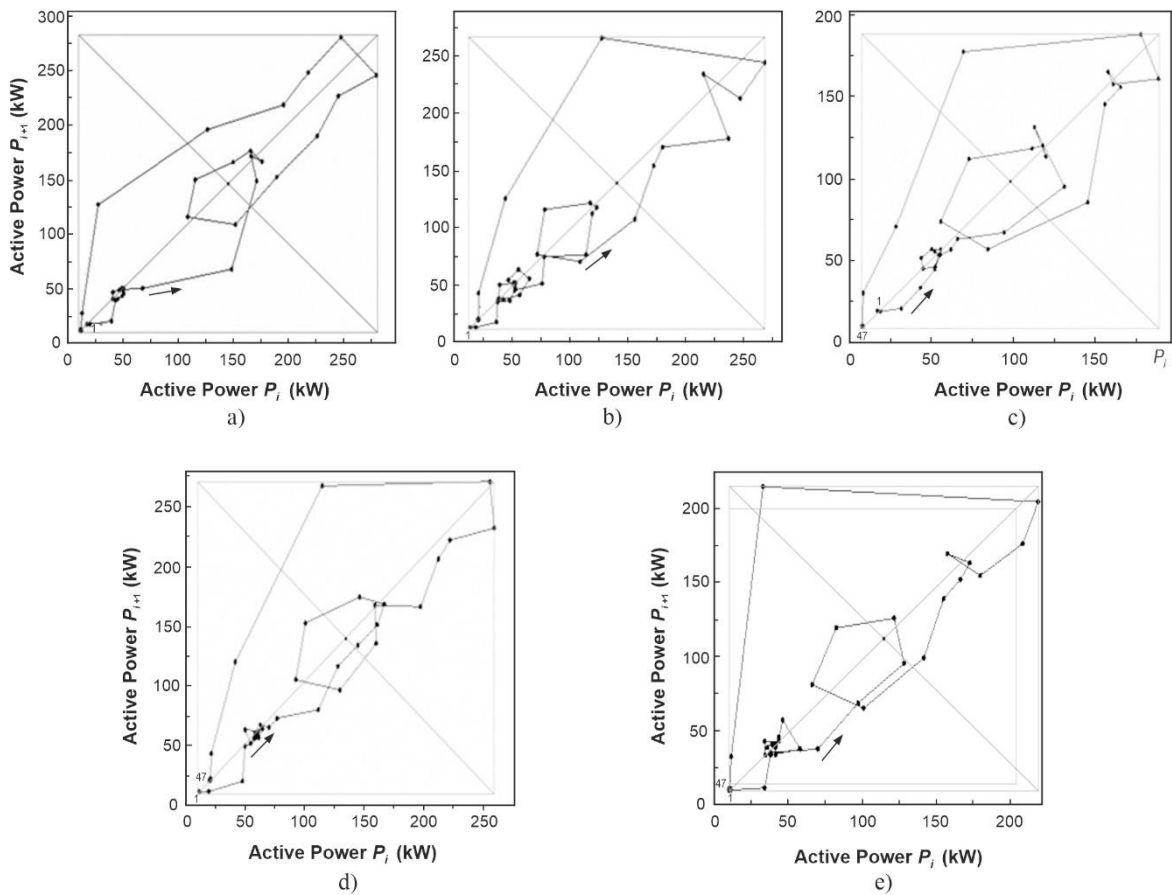 300
250
200
150
100
50
0
Active Power P_{i+1} (kW)
1
0 50 100 150 200 250
Active Power P_i (kW)
a)
250
200
150
100
50
0
1
0 50 100 150 200 250
Active Power P_i (kW)
b)
200
150
100
50
0
1
47
0 50 100 150
P_i
Active Power P_i (kW)
c)
250
200
150
100
50
0
Active Power P_{i+1} (kW)
47
1
0 50 100 150 200 250
Active Power P_i (kW)
d)
200
150
100
50
0
Active Power P_{i+1} (kW)
47
1
0 50 100 150 200
Active Power P_i (kW)
e)